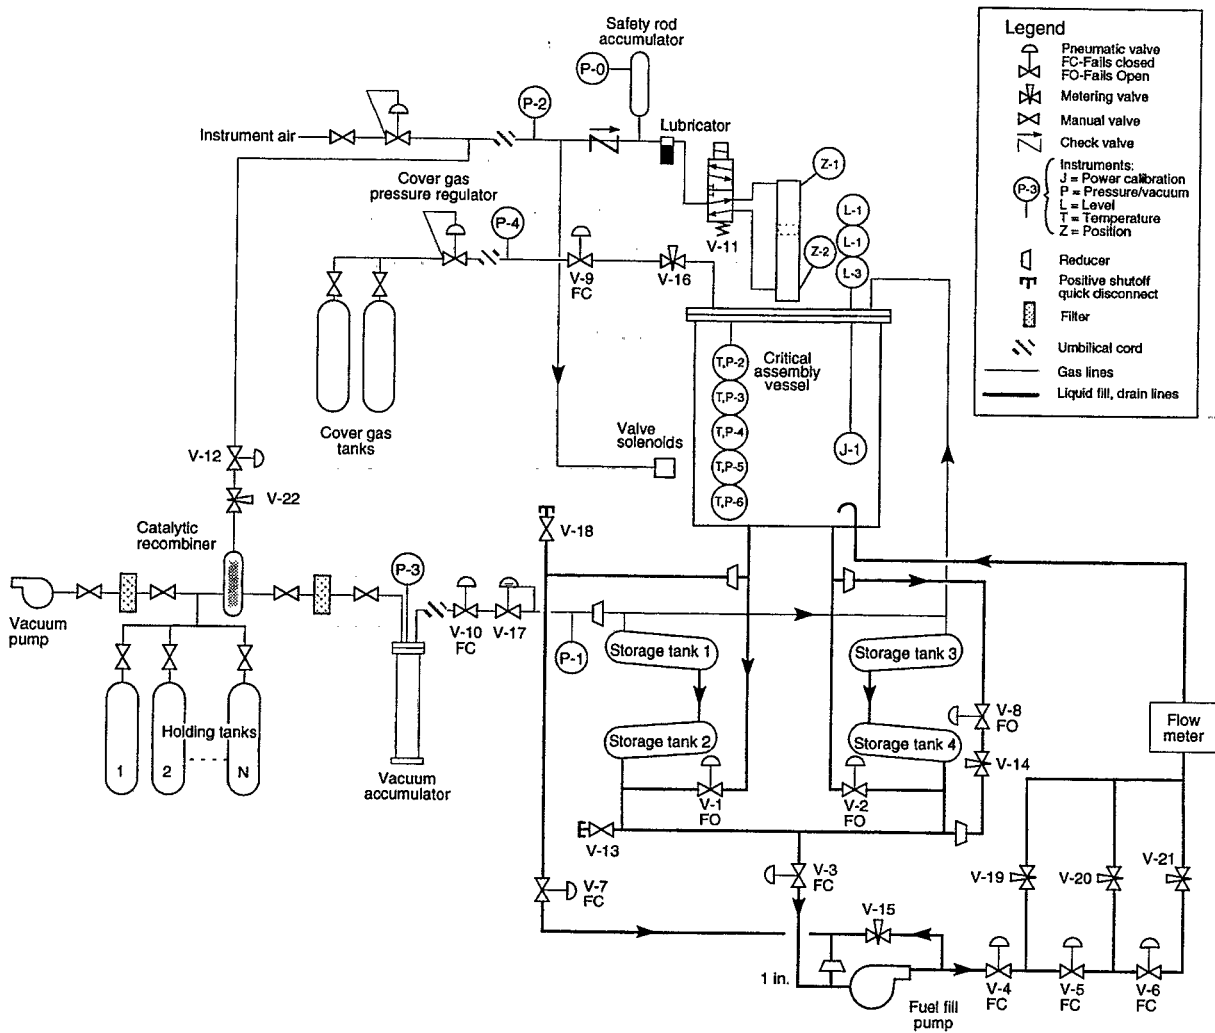 Safety rod
accumulator
P-0
P-2
Instrument air
Lubricator
Cover gas
pressure regulator
P-4
V-9
FC
V-16
V-11
Z-1
Z-2
L-1
L-1
L-3
Legend
Pneumatic valve
FC-Fails closed
FO-Fails Open
Metering valve
Manual valve
Check valve
P-3
Instruments:
J = Power calibration
P = Pressure/vacuum
L = Level
T = Temperature
Z = Position
Reducer
Positive shutoff
quick disconnect
Filter
Umbilical cord
Gas lines
Liquid fill, drain lines
Critical
assembly
vessel
T,P-2
T,P-3
T,P-4
T,P-5
T,P-6
J-1
Cover gas
tanks
Valve
solenoids
V-12
V-22
Catalytic
recombiner
Vacuum
pump
P-3
V-18
V-10
FC
V-17
P-1
Holding tanks
1
2
N
Vacuum
accumulator
Storage tank 1
Storage tank 2
Storage tank 3
Storage tank 4
V-1
FO
V-2
FO
V-8
FO
V-14
Flow
meter
V-13
V-3
FC
V-7
FC
V-15
V-19
V-20
V-21
1 in.
Fuel fill
pump
V-4
FC
V-5
FC
V-6
FC